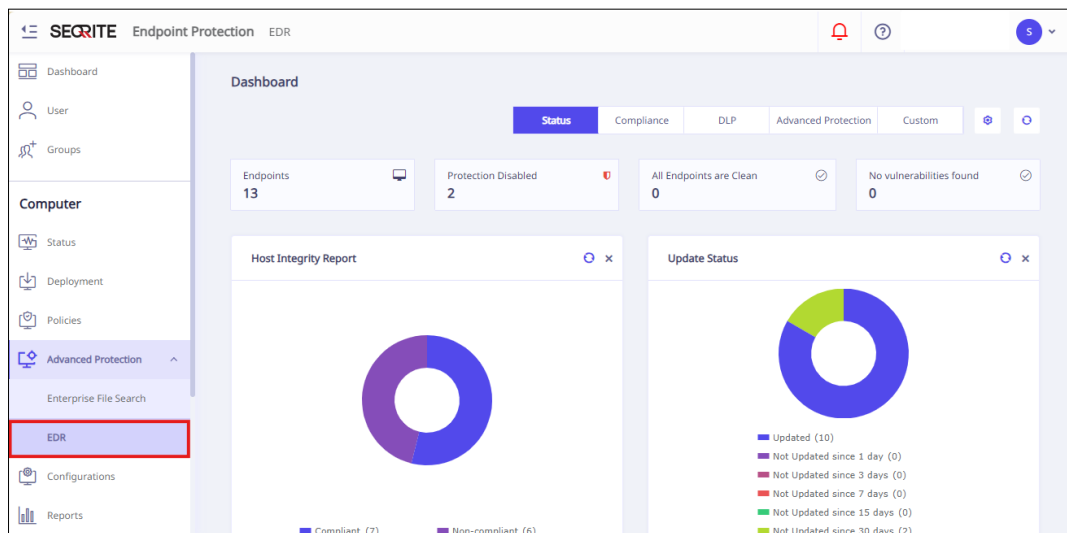 SEQRITE Endpoint Protection EDR
?
S
Dashboard
User
Groups
Computer
Status
Deployment
Policies
Advanced Protection
Enterprise File Search
EDR
Configurations
Reports
Dashboard
Status Compliance DLP Advanced Protection Custom
Endpoints
13
Protection Disabled
2
All Endpoints are Clean
0
No vulnerabilities found
0
Host Integrity Report
Compliant (7) Non-compliant (6)
Update Status
Updated (10)
Not Updated since 1 day (0)
Not Updated since 3 days (0)
Not Updated since 7 days (0)
Not Updated since 15 days (0)
Not Updated since 30 days (2)